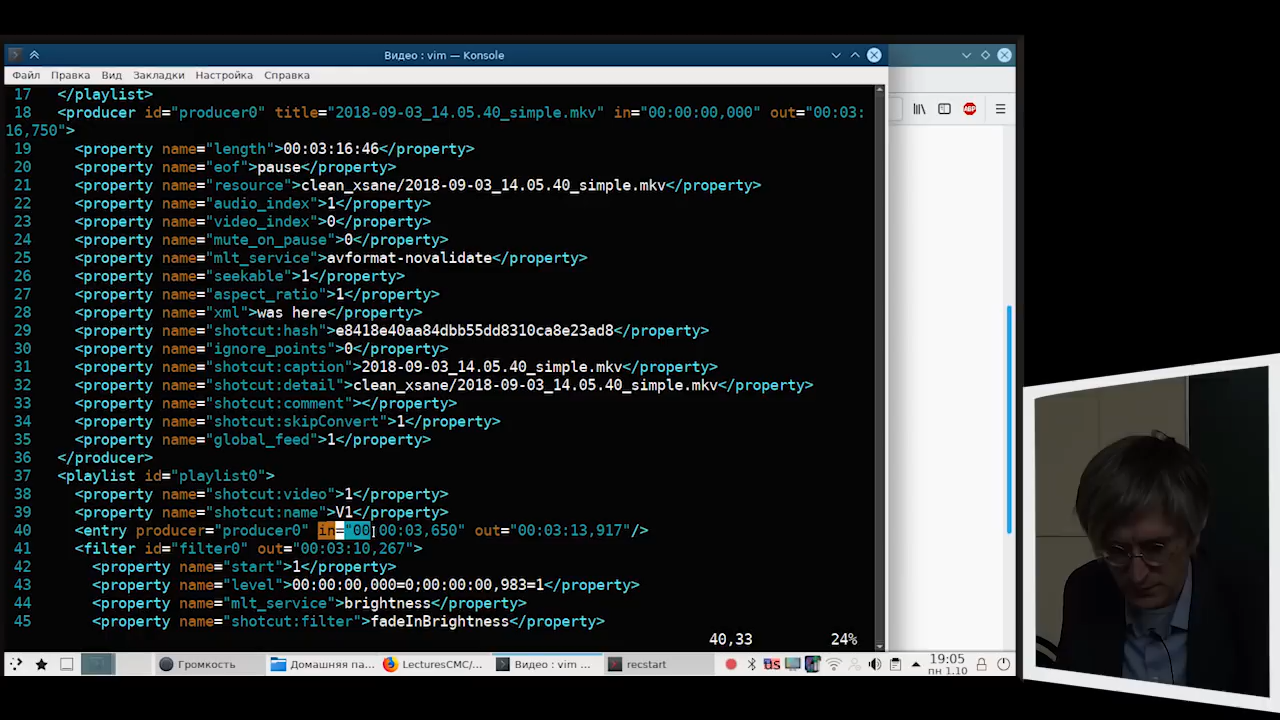 Видео : vim — Konsole
Файл Правка Вид Закладки Настройка Справка
17 </playlist>
18 <producer id="producer0" title="2018-09-03_14.05.40_simple.mkv" in="00:00:00,000" out="00:03:
16,750">
19 <property name="length">00:03:16:46</property>
20 <property name="eof">pause</property>
21 <property name="resource">clean_xsane/2018-09-03_14.05.40_simple.mkv</property>
22 <property name="audio_index">1</property>
23 <property name="video_index">0</property>
24 <property name="mute_on_pause">0</property>
25 <property name="mlt_service">avformat-novalidate</property>
26 <property name="seekable">1</property>
27 <property name="aspect_ratio">1</property>
28 <property name="xml">was here</property>
29 <property name="shotcut:hash">e8418e40aa84dbb55dd8310ca8e23ad8</property>
30 <property name="ignore_points">0</property>
31 <property name="shotcut:caption">2018-09-03_14.05.40_simple.mkv</property>
32 <property name="shotcut:detail">clean_xsane/2018-09-03_14.05.40_simple.mkv</property>
33 <property name="shotcut:comment"></property>
34 <property name="shotcut:skipConvert">1</property>
35 <property name="global_feed">1</property>
36 </producer>
37 <playlist id="playlist0">
38 <property name="shotcut:video">1</property>
39 <property name="shotcut:name">V1</property>
40 <entry producer="producer0" in="00:00:03,650" out="00:03:13,917"/>
41 <filter id="filter0" out="00:03:10,267">
42 <property name="start">1</property>
43 <property name="level">00:00:00,000=0;00:00:00,983=1</property>
44 <property name="mlt_service">brightness</property>
45 <property name="shotcut:filter">fadeInBrightness</property>
40,33 24%
ABP
Громкость Домашняя па... LecturesCMC/... Видео : vim ... recstart US 19:05
пн 1.10